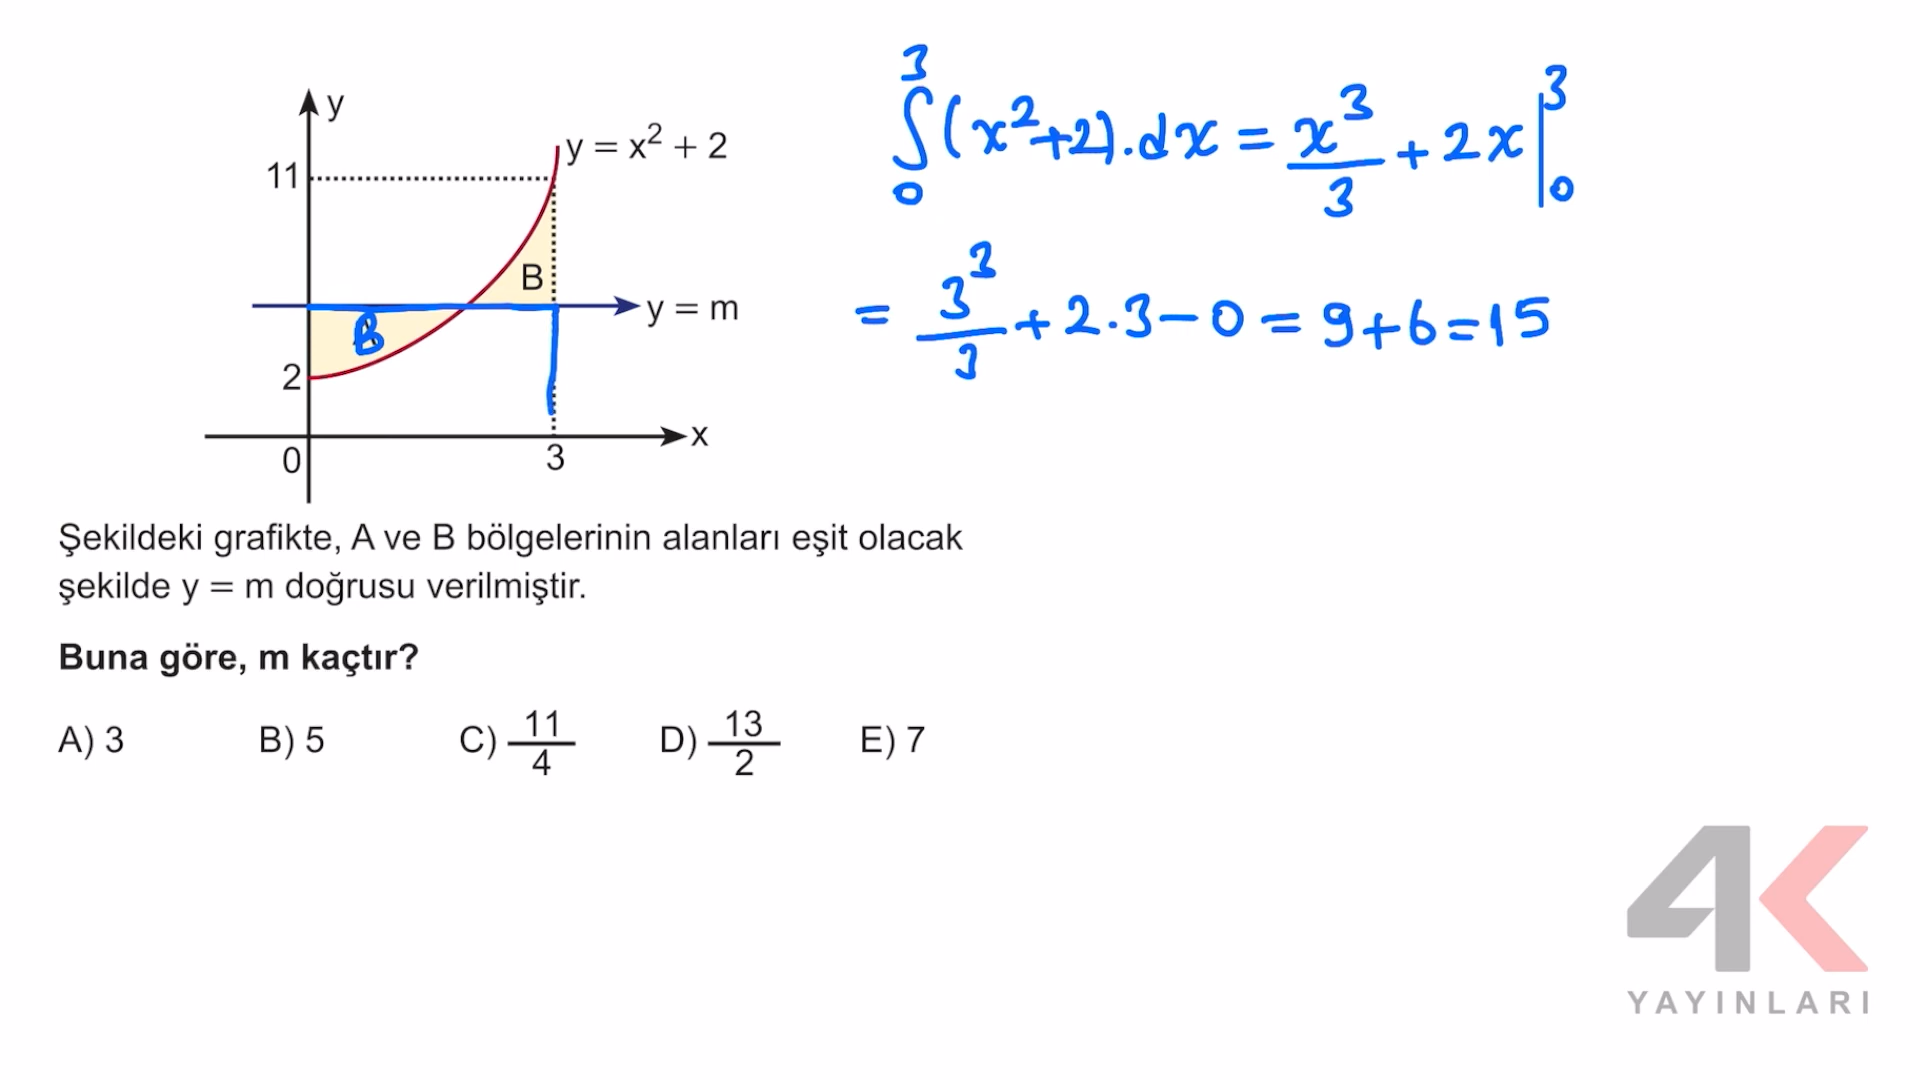 y
y = x² + 2
11
B
y = m
B
2
x
0
3
∫₀³ (x²+2).dx = x³/3 + 2x |₀³
= 3³/3 + 2.3 - 0 = 9+6 = 15
Şekildeki grafikte, A ve B bölgelerinin alanları eşit olacak
şekilde y = m doğrusu verilmiştir.
Buna göre, m kaçtır?
A) 3 B) 5 C) 11/4 D) 13/2 E) 7
4K
YAYINLARI